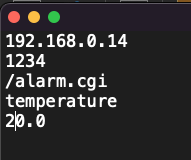 192.168.0.14
1234
/alarm.cgi
temperature
20.0